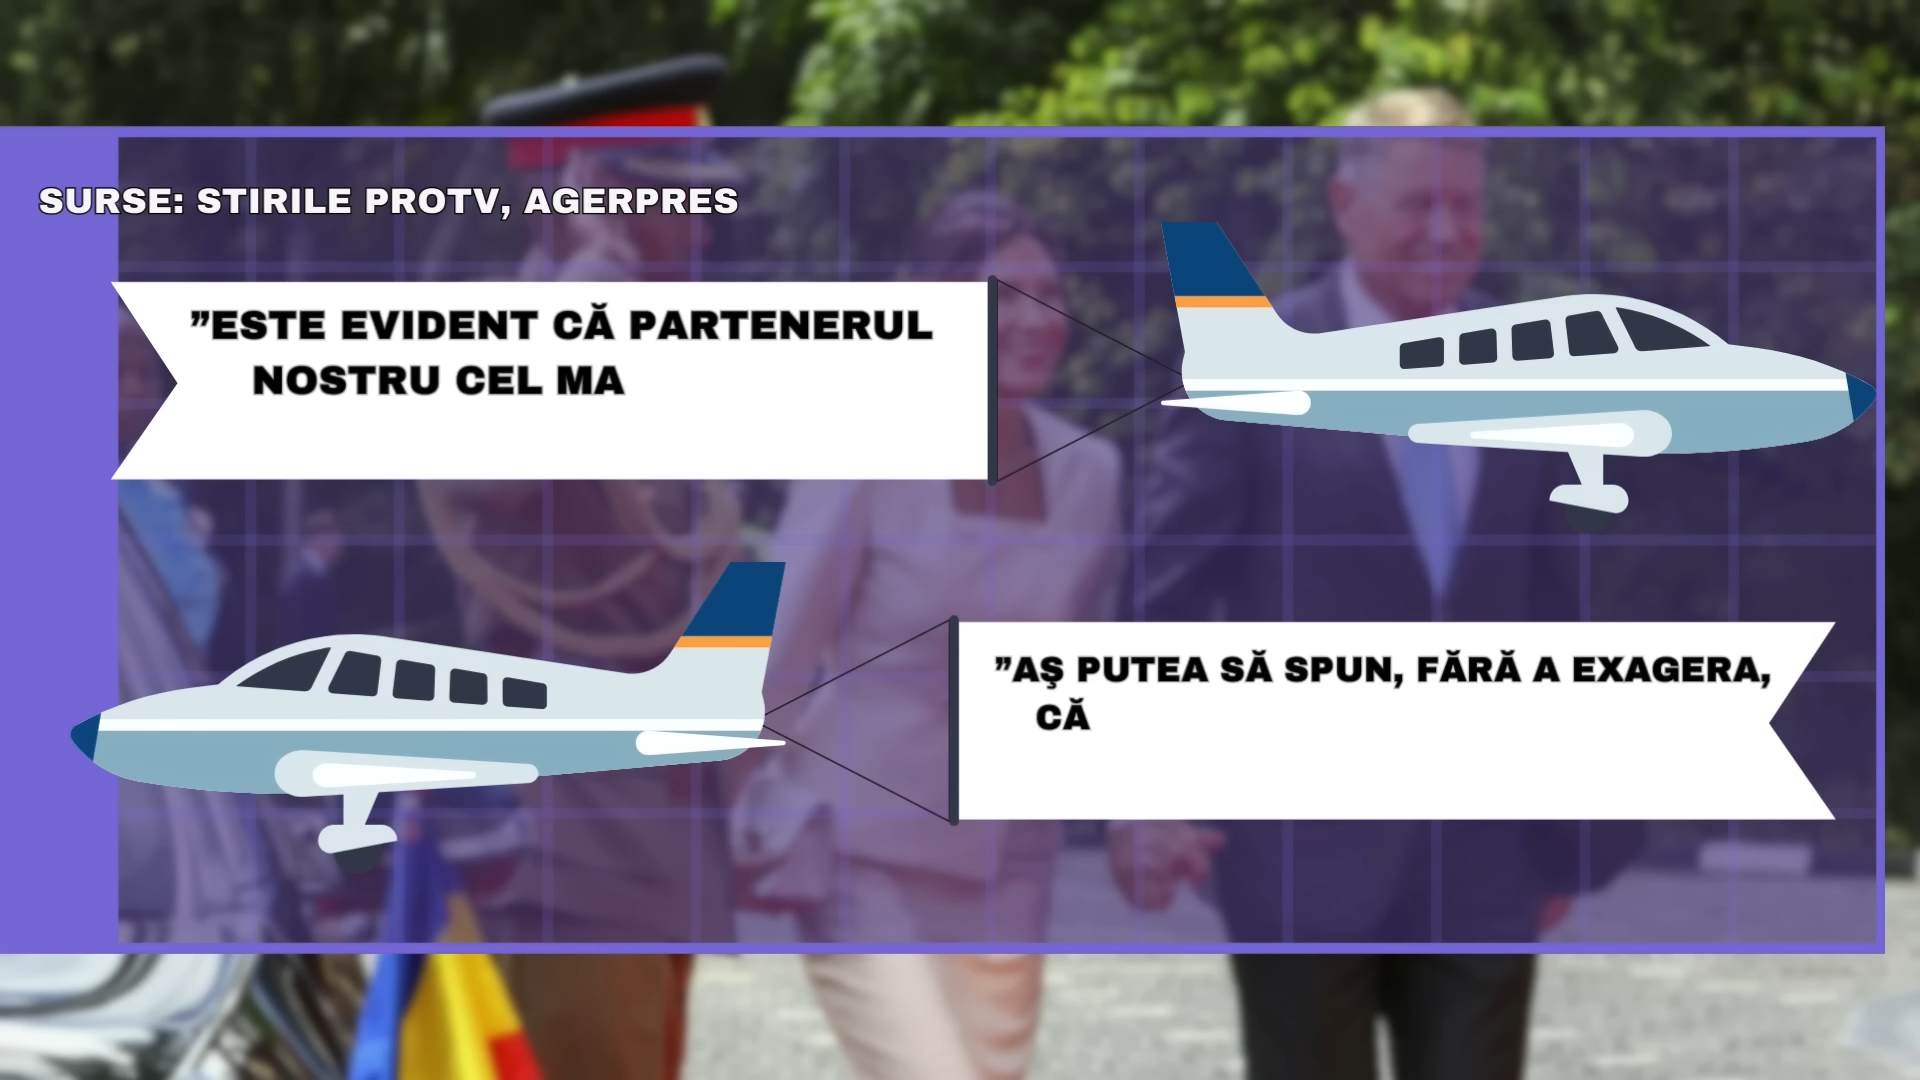 SURSE: STIRILE PROTV, AGERPRES
”ESTE EVIDENT CĂ PARTENERUL
NOSTRU CEL MA
”AŞ PUTEA SĂ SPUN, FĂRĂ A EXAGERA,
CĂ